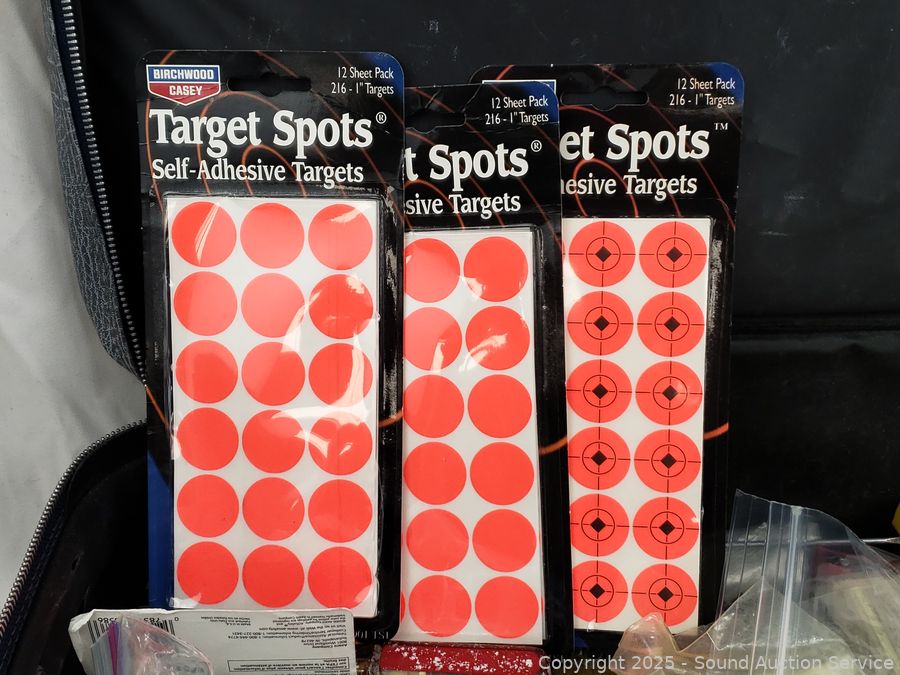 BIRCHWOOD
CASEY
12 Sheet Pack
216 - 1" Targets
Target Spots®
Self-Adhesive Targets
12 Sheet Pack
216 - 1" Targets
t Spots®
sive Targets
12 Sheet Pack
216 - 1" Targets
et Spots™
esive Targets
Copyright 2025 - Sound Auction Service